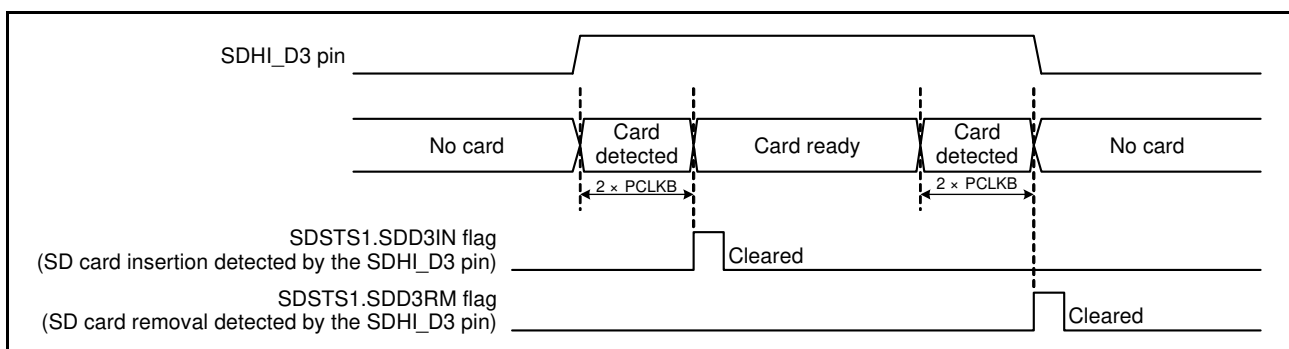 SDHI_D3 pin
No card
Card
detected
Card ready
Card
detected
No card
2 × PCLKB
2 × PCLKB
SDSTS1.SDD3IN flag
(SD card insertion detected by the SDHI_D3 pin)
Cleared
SDSTS1.SDD3RM flag
(SD card removal detected by the SDHI_D3 pin)
Cleared